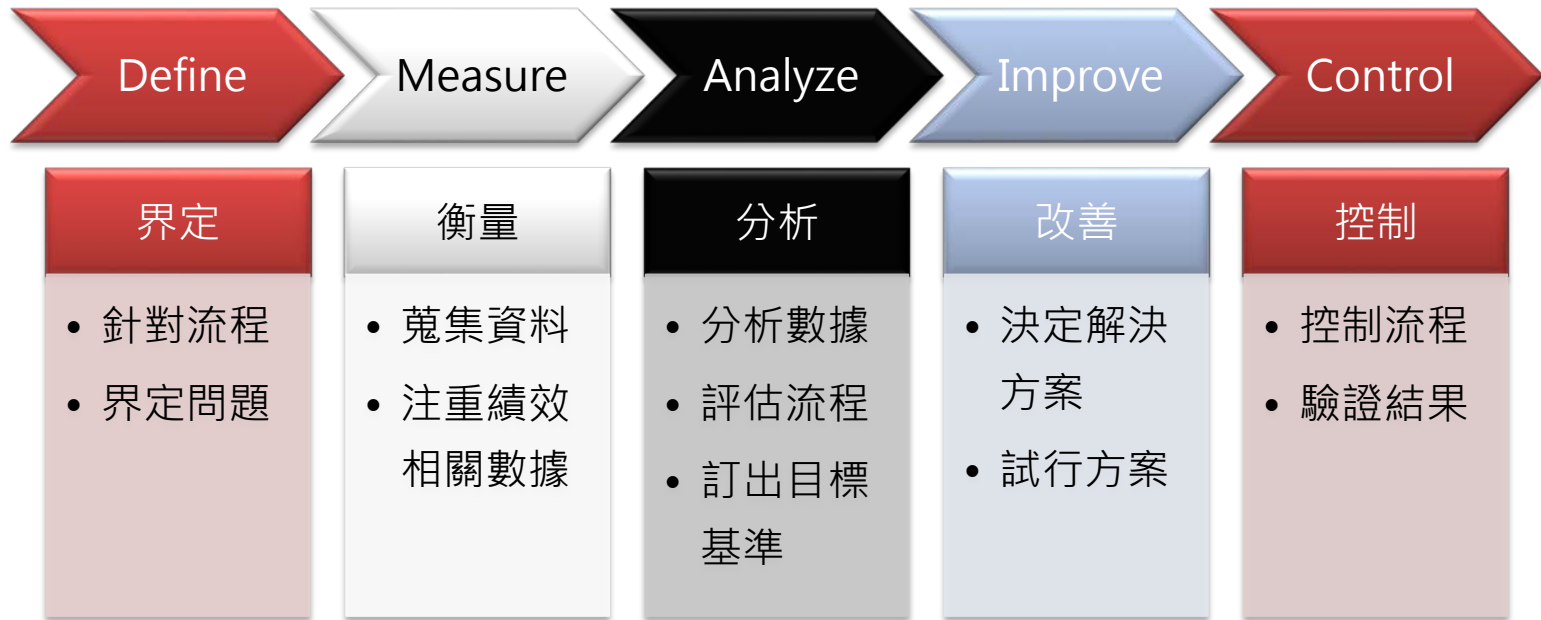 Define
Measure
Analyze
Improve
Control
界定
• 針對流程
• 界定問題
衡量
• 蒐集資料
• 注重績效
相關數據
分析
• 分析數據
• 評估流程
• 訂出目標
基準
改善
• 決定解決
方案
• 試行方案
控制
• 控制流程
• 驗證結果